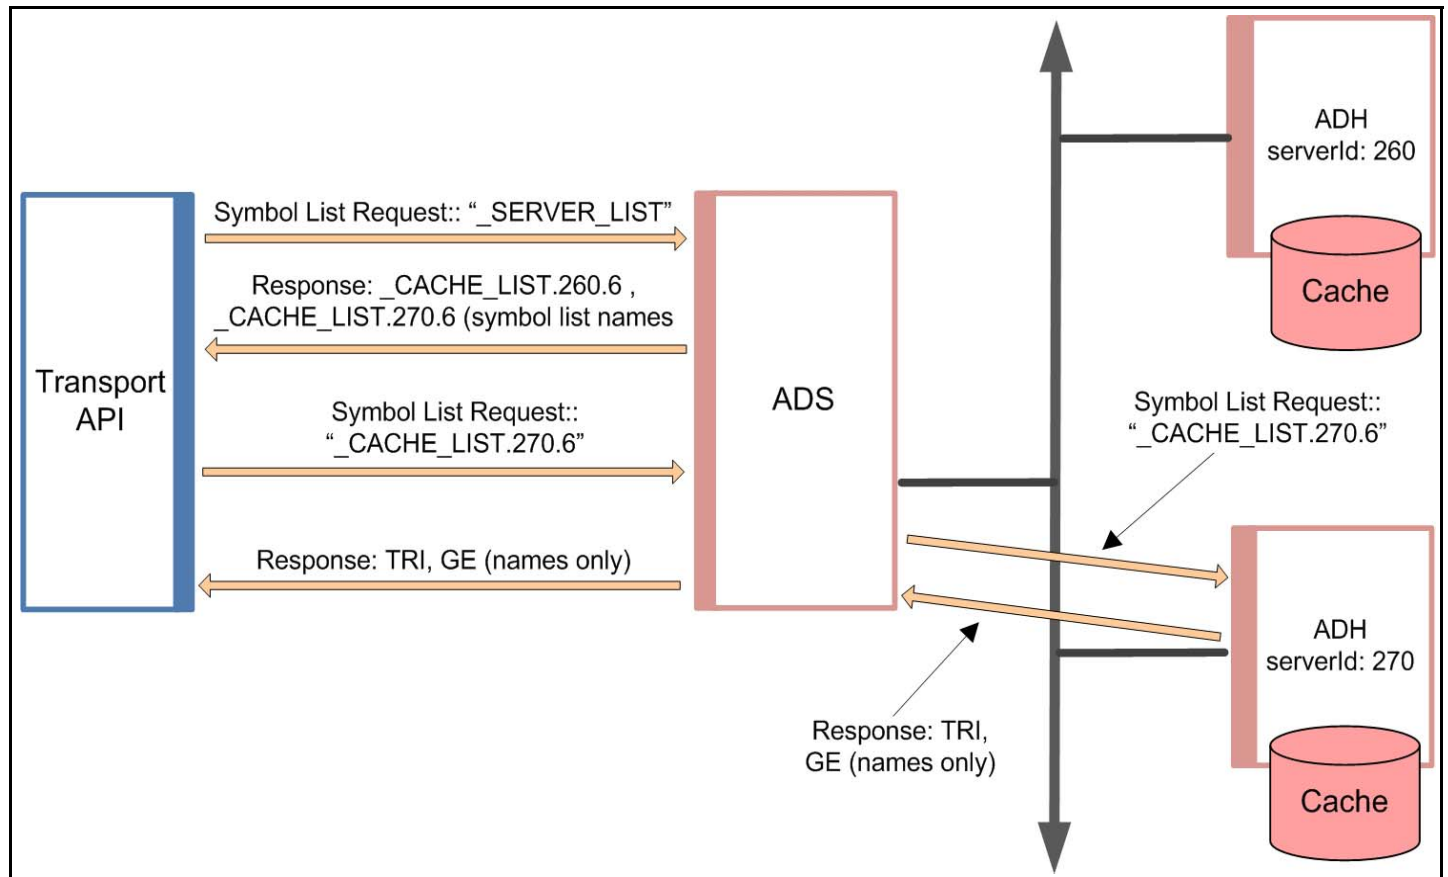 ADH
serverId: 260
Cache
Symbol List Request:: “_SERVER_LIST”
Response: _CACHE_LIST.260.6 ,
_CACHE_LIST.270.6 (symbol list names
Transport
API
Symbol List Request::
“_CACHE_LIST.270.6”
Response: TRI, GE (names only)
ADS
Symbol List Request::
“_CACHE_LIST.270.6”
Response: TRI,
GE (names only)
ADH
serverId: 270
Cache